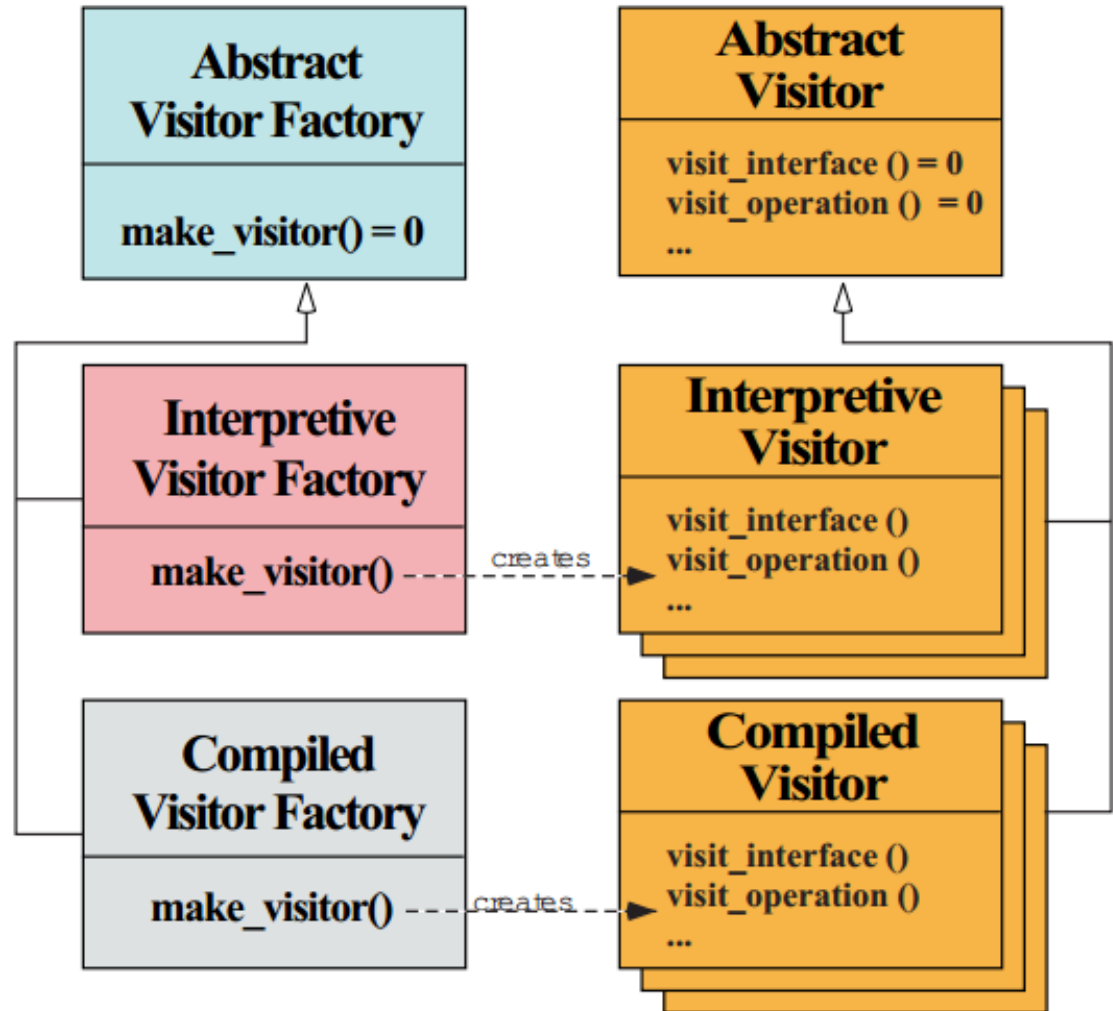 Abstract
Visitor Factory
make_visitor() = 0
Abstract
Visitor
visit_interface () = 0
visit_operation () = 0
...
Interpretive
Visitor Factory
make_visitor()
creates
Interpretive
Visitor
visit_interface ()
visit_operation ()
...
Compiled
Visitor Factory
make_visitor()
creates
Compiled
Visitor
visit_interface ()
visit_operation ()
...